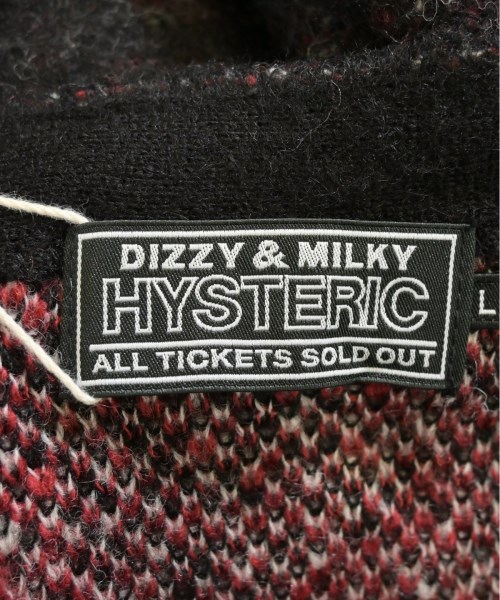 DIZZY & MILKY
HYSTERIC
ALL TICKETS SOLD OUT
L